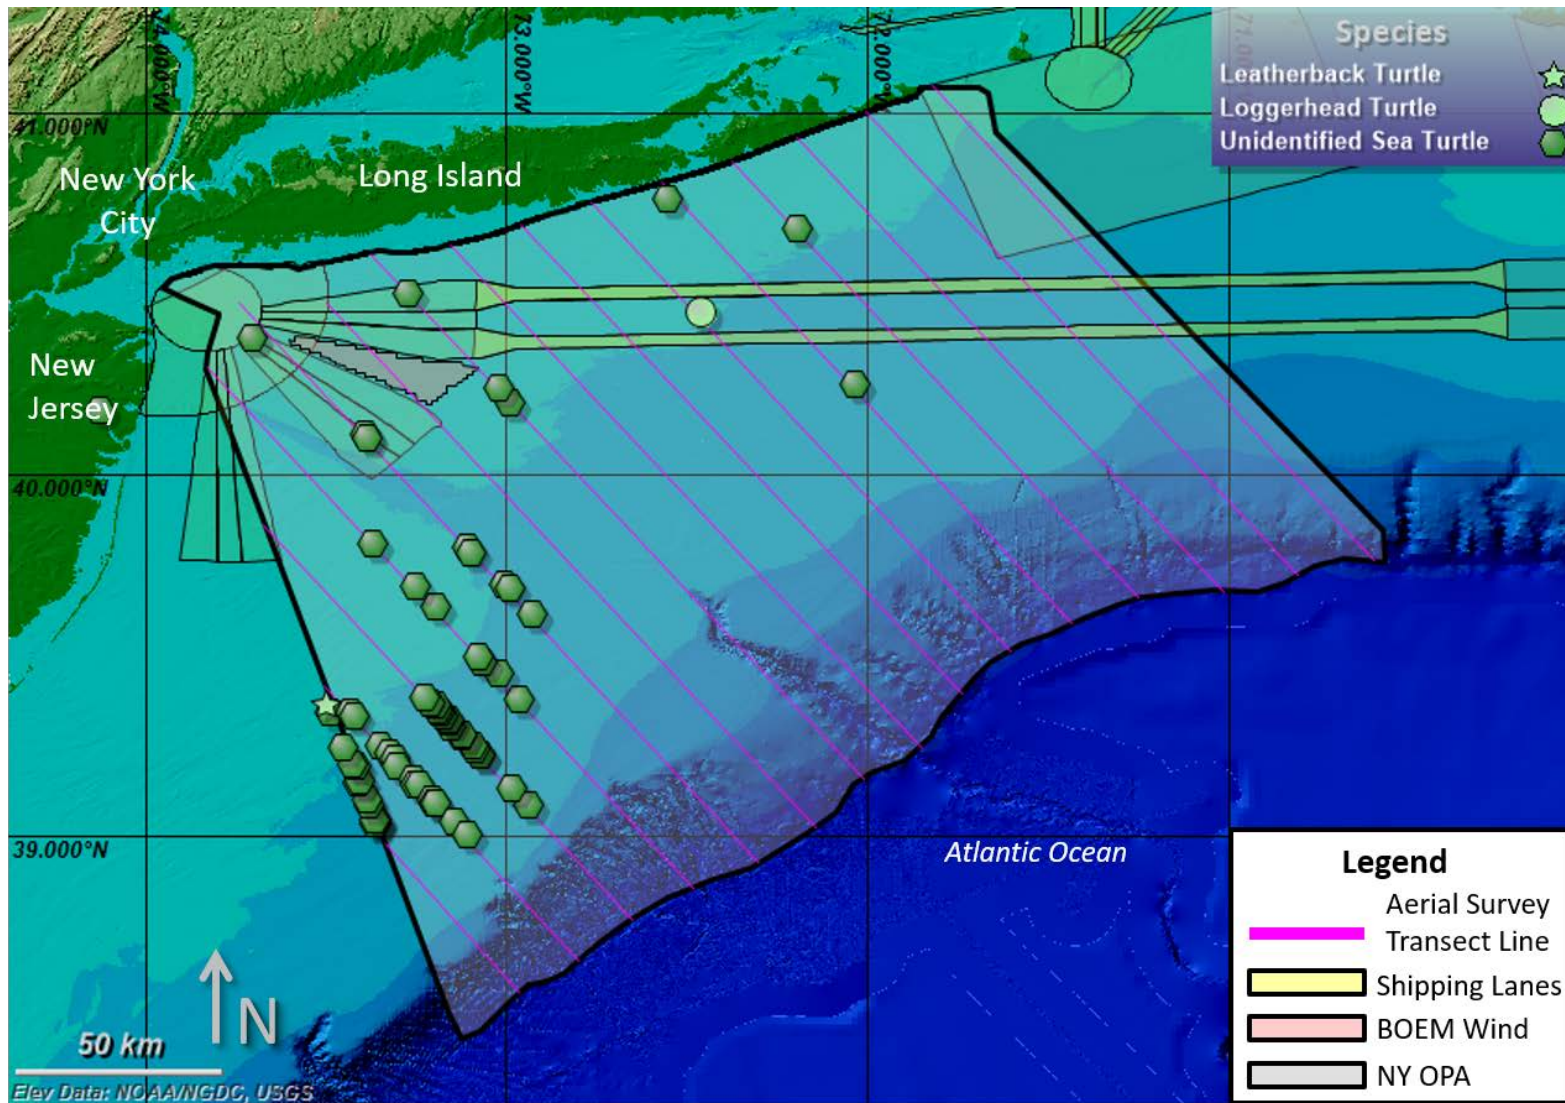 74.000°W
73.000°W
72.000°W
71.00
Species
Leatherback Turtle
Loggerhead Turtle
Unidentified Sea Turtle
41.000°N
New York
City
Long Island
New
Jersey
40.000°N
39.000°N
Atlantic Ocean
N
50 km
Elev Data: NOAA/NGDC, USGS
Legend
Aerial Survey
Transect Line
Shipping Lanes
BOEM Wind
NY OPA